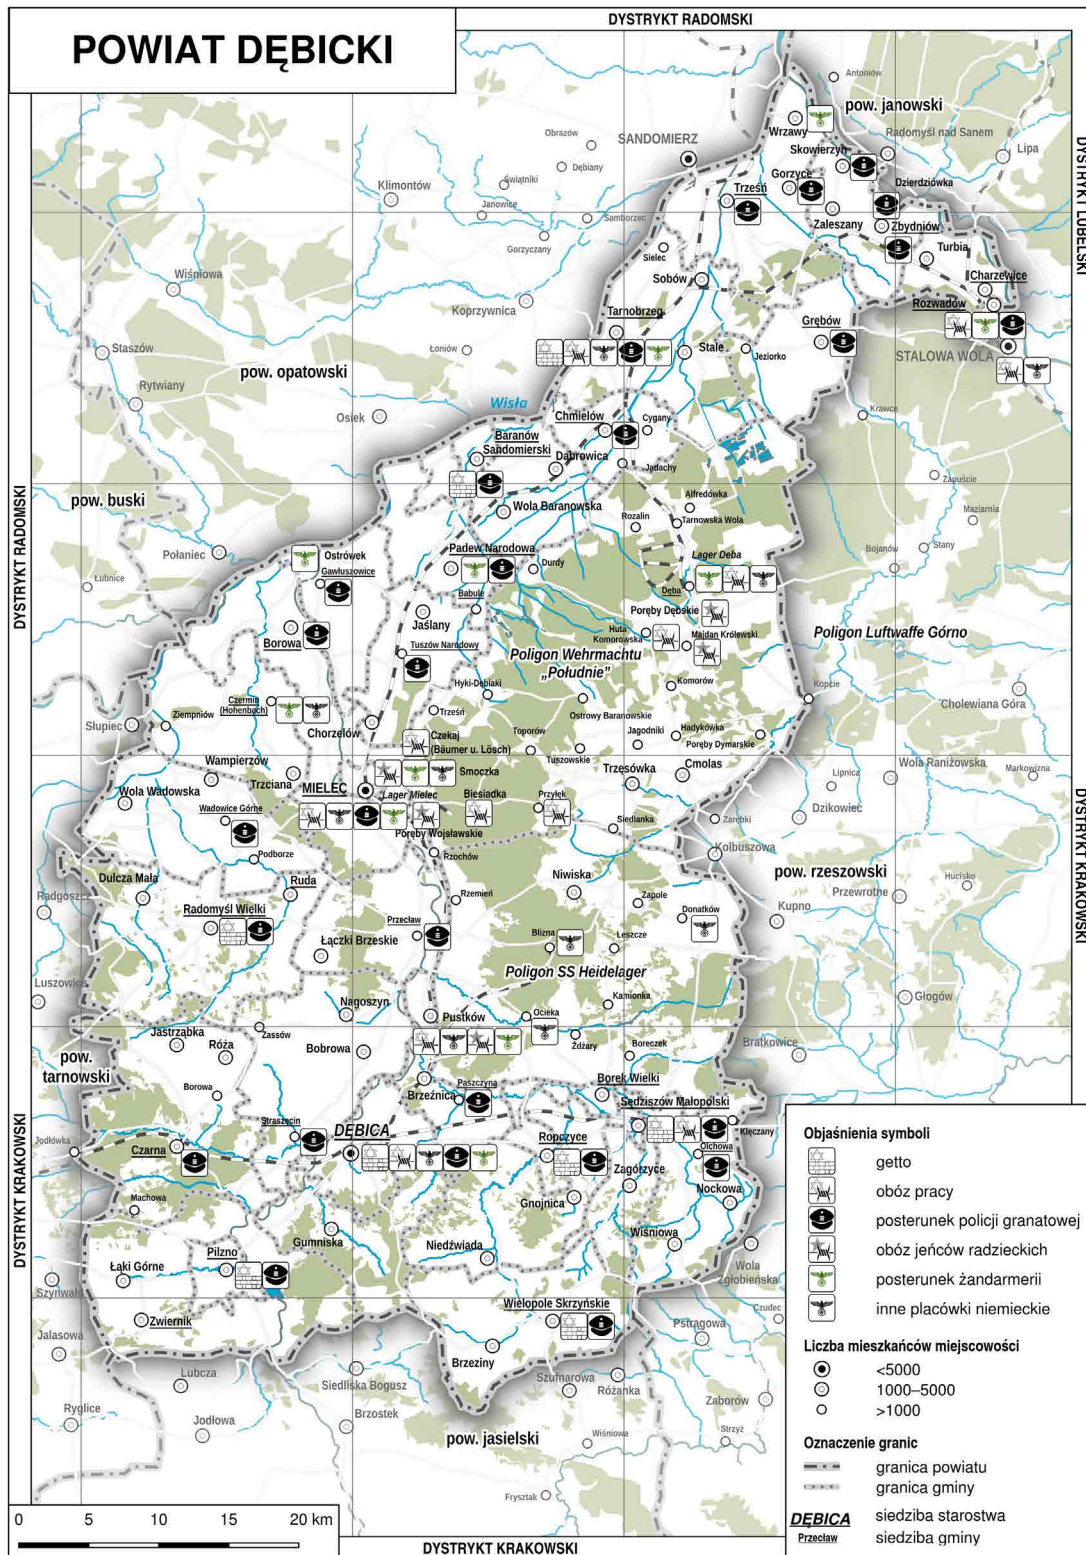 DYSTRYKT RADOMSKI
POWIAT DĘBICKI
Antoniów
pow. janowski
Wrzawy
Radomyśl nad Sanem
Obrazów
SANDOMIERZ
Skowierzyn
Lipa
DYSTRYKT LUBELSKI
Dębiany
Świątniki
Klimontów
Gorzyce
Trześń
Dzierdziówka
Janowice
Samborzec
Zaleszany
Zbydniów
Gorzyczany
Turbia
Sielec
Wiśniowa
Sobów
Charzewice
Koprzywnica
Tarnobrzeg
Rozwadów
Grębów
Staszów
Łoniów
Stale
Jeziorko
STALOWA WOLA
pow. opatowski
Rytwiany
Wisła
Osiek
Chmielów
Cygany
Krawce
Baranów
Sandomierski
Dąbrowica
Jadachy
Zapuście
pow. buski
Alfredówka
Wola Baranowska
Rozalin
Tarnowska Wola
Maziarnia
DYSTRYKT RADOMSKI
Połaniec
Ostrówek
Padew Narodowa
Lager Deba
Bojanów
Stany
Gawłuszowice
Durdy
Łubnice
Dęba
Babule
Jaślany
Poręby Dębskie
Borowa
Huta
Komorowska
Majdan Królewski
Poligon Luftwaffe Górno
Tuszów Narodowy
Poligon Wehrmachtu
„Południe”
Hyki-Dębiaki
Komorów
Kopcie
Czermin
(Hohenbach)
Słupiec
Ziempniów
Trześń
Ostrowy Baranowskie
Cholewiana Góra
Chorzelów
Czekaj
(Bäumer u. Lösch)
Toporów
Jagodniki
Hadykówka
Poręby Dymarskie
Tuszowskie
Wampierzów
Trzciana
Smoczka
Cmolas
Wola Raniżowska
Markowizna
Trzęsówka
Lipnica
Wola Wadowska
MIELEC
Lager Mielec
Biesiadka
Przyłęk
Dzikowiec
Wadowice Górne
Poręby Wojsławskie
Siedlanka
Zarębki
DYSTRYKT KRAKOWSKI
Podborze
Rzochów
Kolbuszowa
pow. rzeszowski
Dulcza Mała
Ruda
Radgoszcz
Rzemień
Niwiska
Hucisko
Przewrotne
Radomyśl Wielki
Zapole
Donatków
Kupno
Przecław
Łączki Brzeskie
Blizna
Leszcze
Poligon SS Heidelager
Luszowice
Nagoszyn
Kamionka
Głogów
Pustków
Ocieka
Jastrząbka
Zassów
Róża
Żdżary
Bobrowa
Boreczek
Bratkowice
pow.
tarnowski
Borowa
Brzeźnica
Paszczyna
Borek Wielki
Sędziszów Małopolski
DYSTRYKT KRAKOWSKI
Straszęcin
DĘBICA
Klęczany
Jodłówka
Czarna
Ropczyce
Olchowa
Zagórzyce
Machowa
Gnojnica
Nockowa
Gumniska
Wiśniowa
Pilzno
Niedźwiada
Wola
Zgłobieńska
Łąki Górne
Szynwałd
Wielopole Skrzyńskie
Czudec
Zwiernik
Pstrągowa
Jalasowa
Brzeziny
Lubcza
Siedliska Bogusz
Szufnarowa
Różanka
Zaborów
Ryglice
Jodłowa
Brzostek
pow. jasielski
Wiśniowa
Strzyż
Frysztak
Objaśnienia symboli
getto
obóz pracy
posterunek policji granatowej
obóz jeńców radzieckich
posterunek żandarmerii
inne placówki niemieckie
Liczba mieszkańców miejscowości
<5000
1000–5000
>1000
Oznaczenie granic
granica powiatu
granica gminy
DĘBICA siedziba starostwa
Przecław siedziba gminy
0 5 10 15 20 km
DYSTRYKT KRAKOWSKI